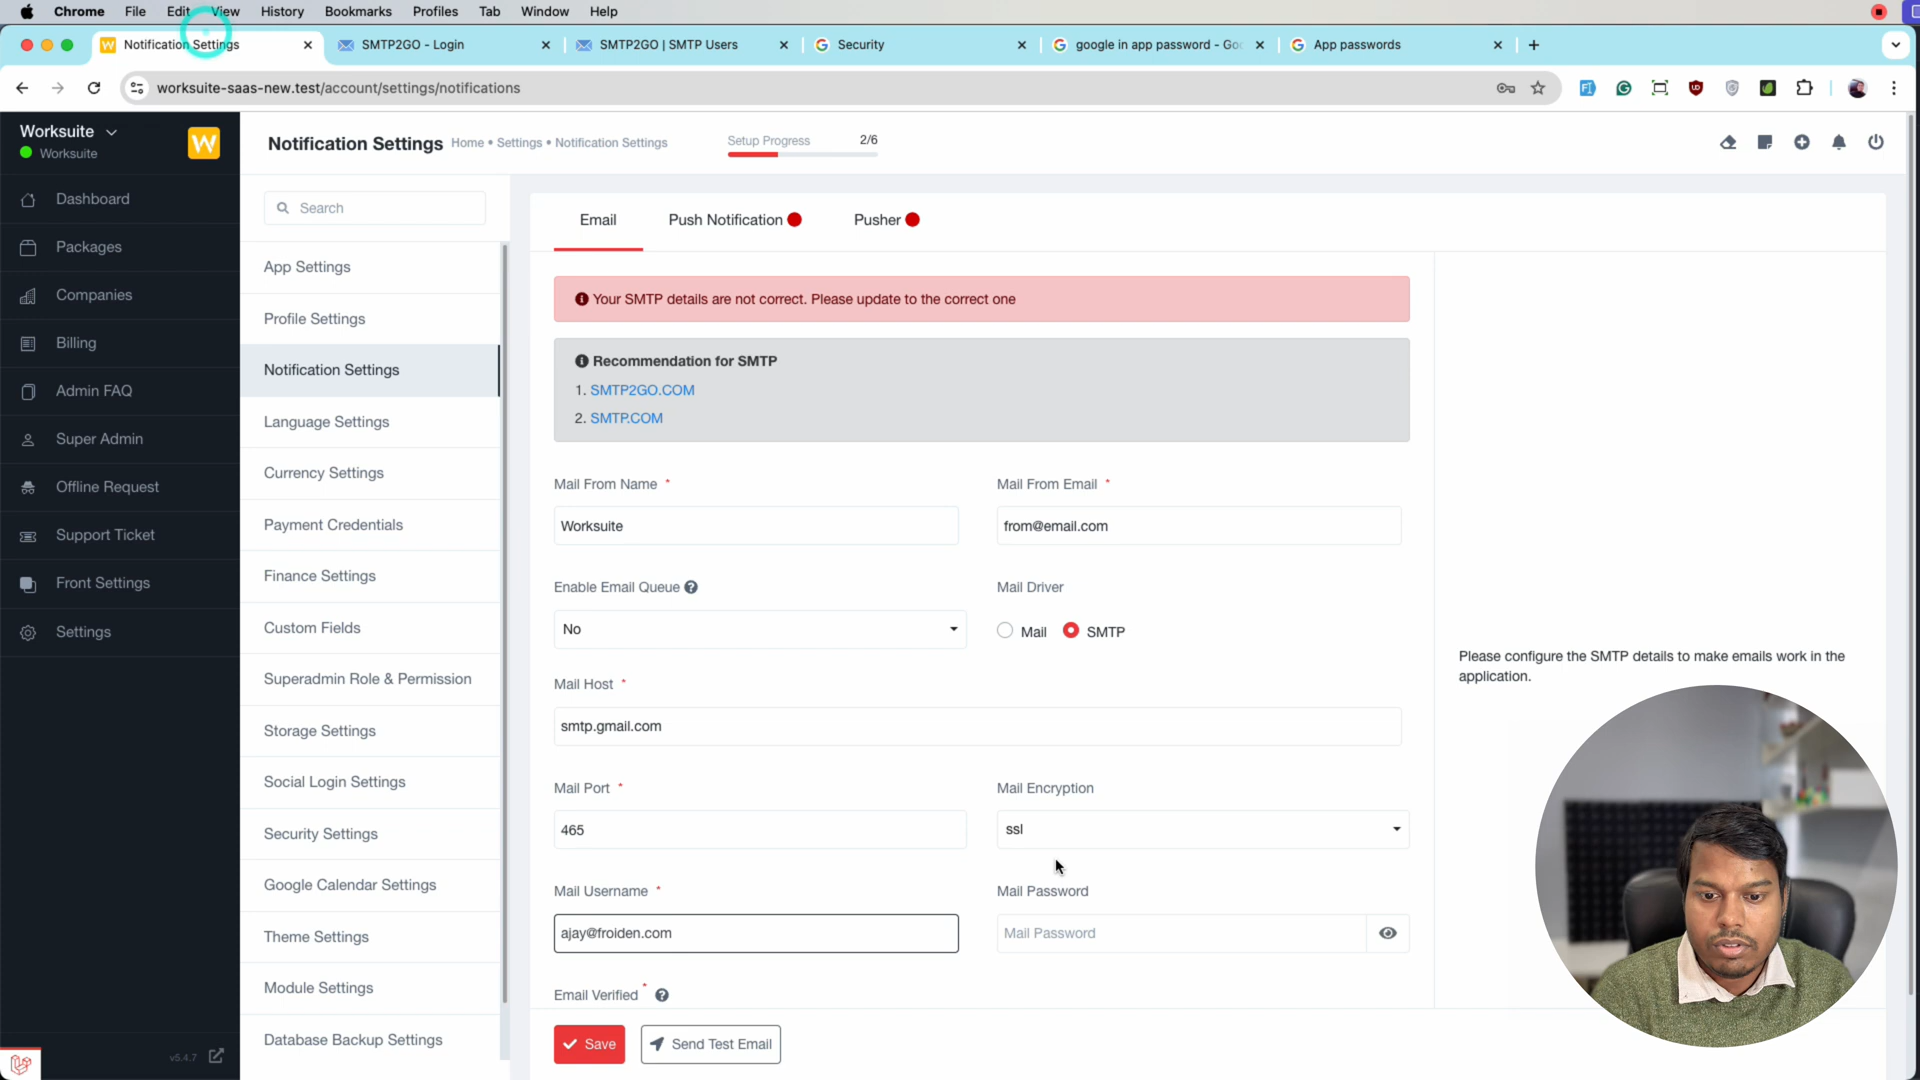 Chrome File Edit View History Bookmarks Profiles Tab Window Help
Notification Settings
SMTP2GO - Login
SMTP2GO | SMTP Users
Security
google in app password - Goo
App passwords
worksuite-saas-new.test/account/settings/notifications
Worksuite
Worksuite
W
Notification Settings
Home • Settings • Notification Settings
Setup Progress 2/6
Dashboard
Packages
Companies
Billing
Admin FAQ
Super Admin
Offline Request
Support Ticket
Front Settings
Settings
v5.4.7
Search
App Settings
Profile Settings
Notification Settings
Language Settings
Currency Settings
Payment Credentials
Finance Settings
Custom Fields
Superadmin Role & Permission
Storage Settings
Social Login Settings
Security Settings
Google Calendar Settings
Theme Settings
Module Settings
Database Backup Settings
Email Push Notification Pusher
Your SMTP details are not correct. Please update to the correct one
Recommendation for SMTP
1. SMTP2GO.COM
2. SMTP.COM
Mail From Name * Mail From Email *
Worksuite from@email.com
Enable Email Queue Mail Driver
No Mail SMTP
Mail Host *
smtp.gmail.com
Mail Port * Mail Encryption
465 ssl
Mail Username * Mail Password
ajay@froiden.com Mail Password
Email Verified *
Save Send Test Email
Please configure the SMTP details to make emails work in the
application.